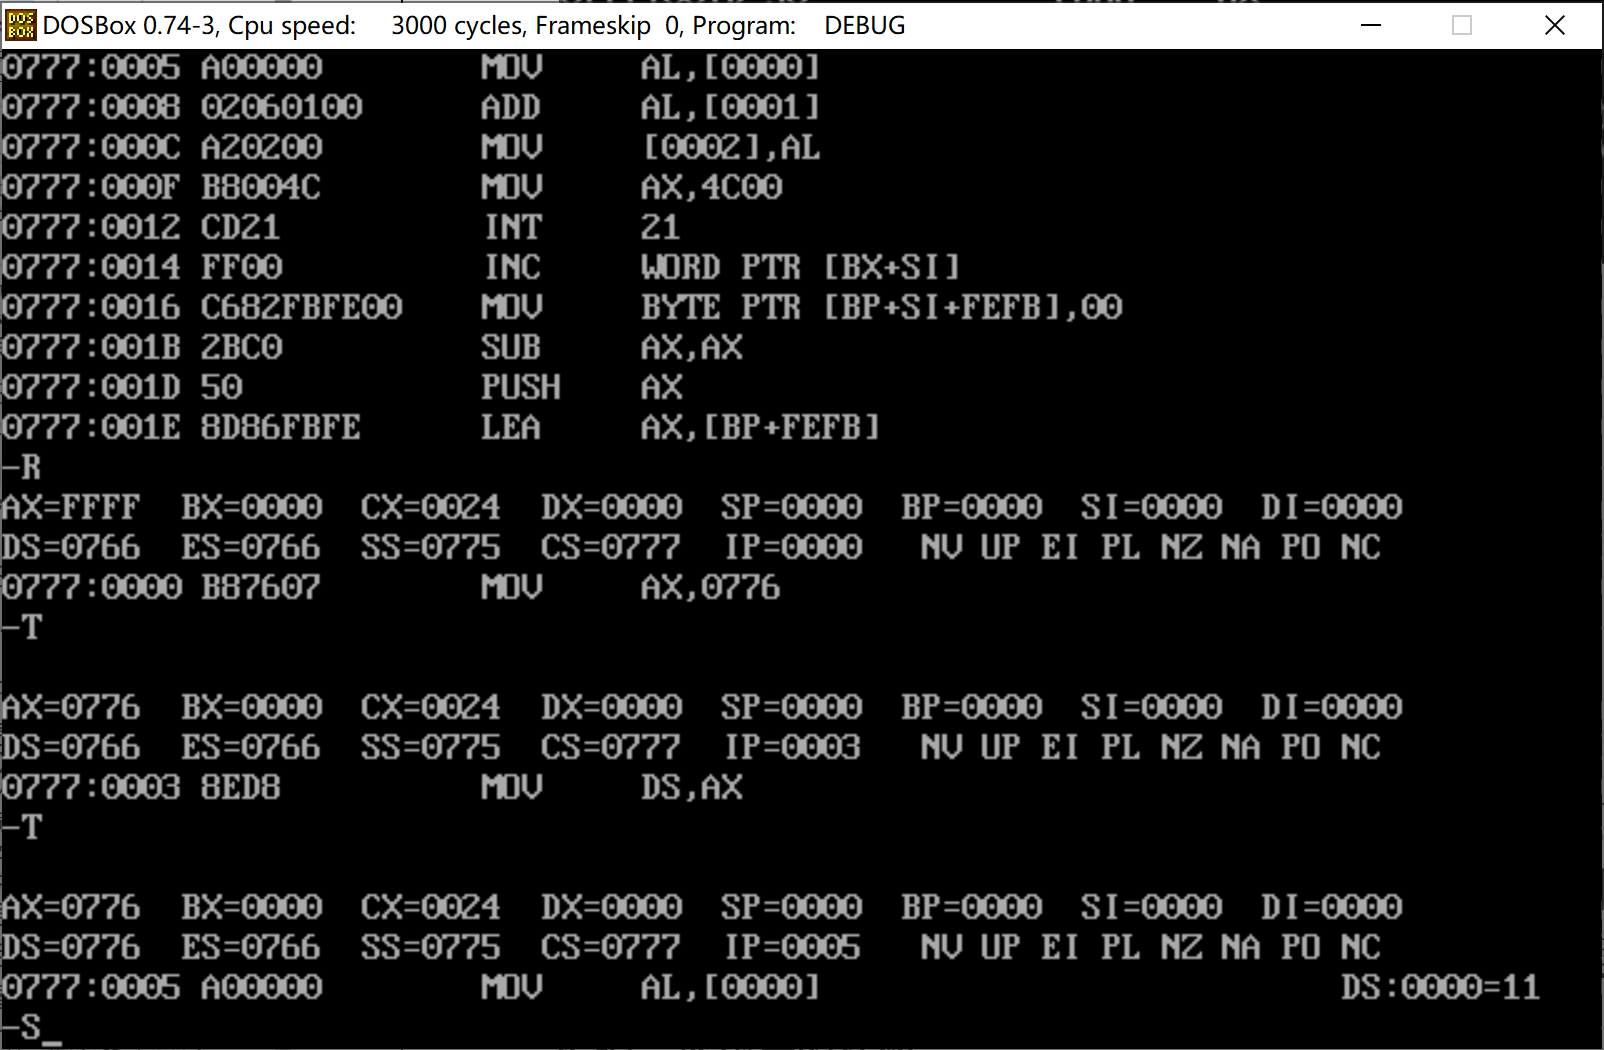 DOSBox 0.74-3, Cpu speed: 3000 cycles, Frameskip 0, Program: DEBUG
0777:0005 A00000 MOV AL,[0000]
0777:0008 02060100 ADD AL,[0001]
0777:000C A20200 MOV [0002],AL
0777:000F B8004C MOV AX,4C00
0777:0012 CD21 INT 21
0777:0014 FF00 INC WORD PTR [BX+SI]
0777:0016 C682FBFE00 MOV BYTE PTR [BP+SI+FEFB],00
0777:001B 2BC0 SUB AX,AX
0777:001D 50 PUSH AX
0777:001E 8D86FBFE LEA AX,[BP+FEFB]
-R
AX=FFFF BX=0000 CX=0024 DX=0000 SP=0000 BP=0000 SI=0000 DI=0000
DS=0766 ES=0766 SS=0775 CS=0777 IP=0000 NV UP EI PL NZ NA PO NC
0777:0000 B87607 MOV AX,0776
-T
AX=0776 BX=0000 CX=0024 DX=0000 SP=0000 BP=0000 SI=0000 DI=0000
DS=0766 ES=0766 SS=0775 CS=0777 IP=0003 NV UP EI PL NZ NA PO NC
0777:0003 8ED8 MOV DS,AX
-T
AX=0776 BX=0000 CX=0024 DX=0000 SP=0000 BP=0000 SI=0000 DI=0000
DS=0776 ES=0766 SS=0775 CS=0777 IP=0005 NV UP EI PL NZ NA PO NC
0777:0005 A00000 MOV AL,[0000] DS:0000=11
-S_